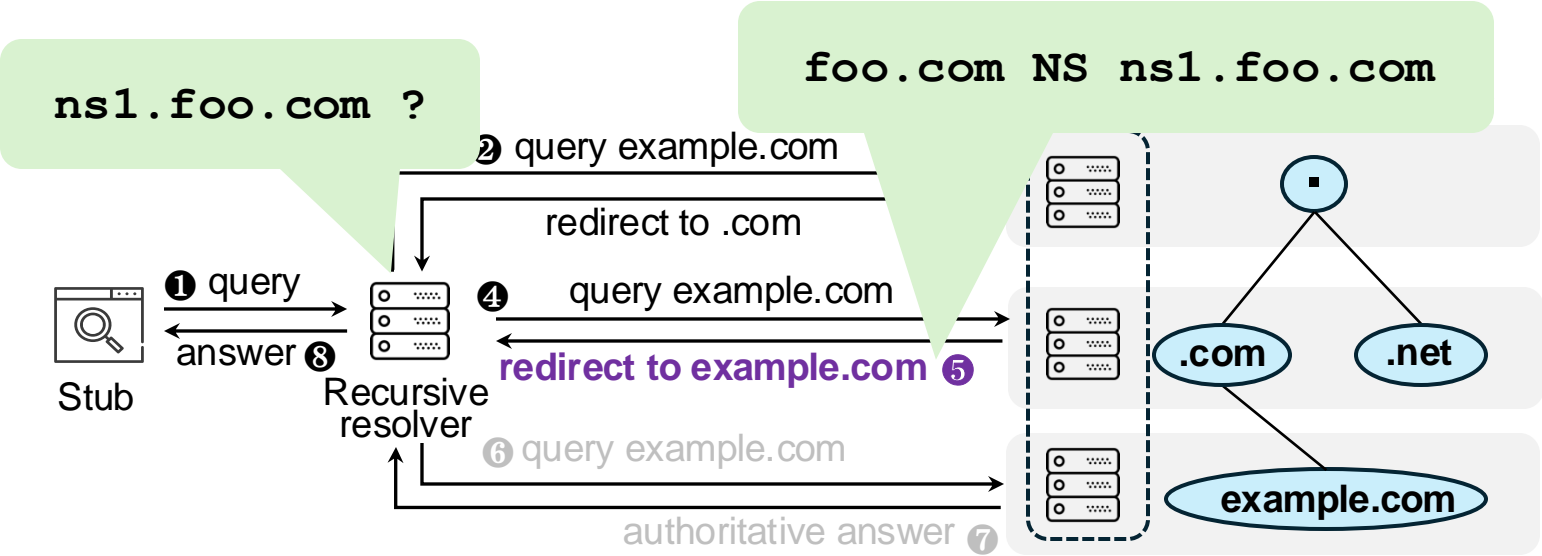 foo.com NS ns1.foo.com
ns1.foo.com ?
❷ query example.com
redirect to .com
.
❶ query
❹ query example.com
answer ❽
redirect to example.com ❺
.com
.net
Stub
Recursive
resolver
❻ query example.com
example.com
authoritative answer ❼